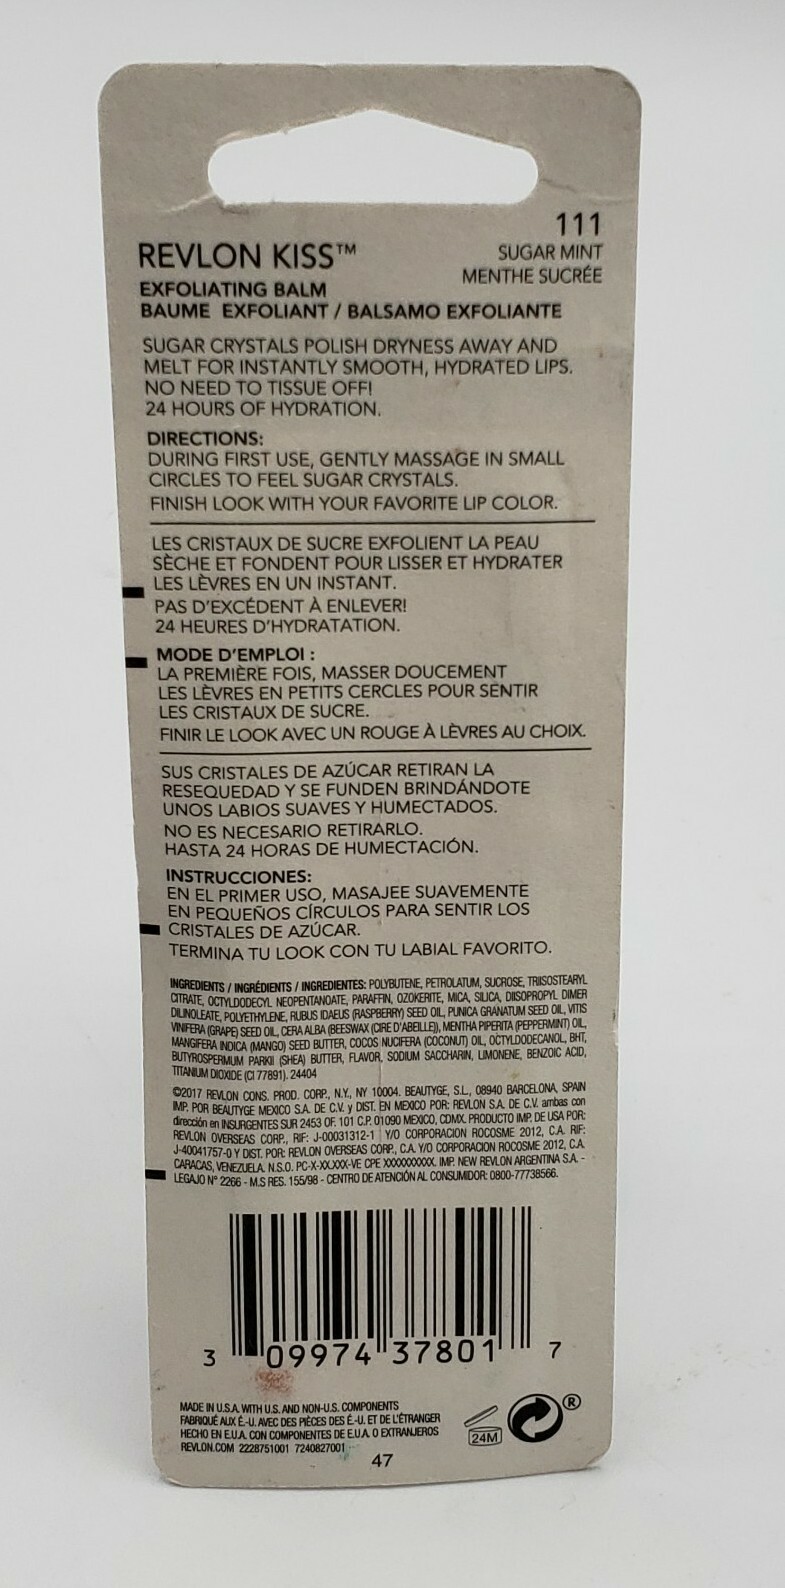 111
REVLON KISS™
SUGAR MINT
MENTHE SUCRÉE
EXFOLIATING BALM
BAUME EXFOLIANT / BALSAMO EXFOLIANTE
SUGAR CRYSTALS POLISH DRYNESS AWAY AND
MELT FOR INSTANTLY SMOOTH, HYDRATED LIPS.
NO NEED TO TISSUE OFF!
24 HOURS OF HYDRATION.
DIRECTIONS:
DURING FIRST USE, GENTLY MASSAGE IN SMALL
CIRCLES TO FEEL SUGAR CRYSTALS.
FINISH LOOK WITH YOUR FAVORITE LIP COLOR.
LES CRISTAUX DE SUCRE EXFOLIENT LA PEAU
SÈCHE ET FONDENT POUR LISSER ET HYDRATER
LES LÈVRES EN UN INSTANT.
PAS D'EXCÉDENT À ENLEVER!
24 HEURES D'HYDRATATION.
MODE D'EMPLOI :
LA PREMIÈRE FOIS, MASSER DOUCEMENT
LES LÈVRES EN PETITS CERCLES POUR SENTIR
LES CRISTAUX DE SUCRE.
FINIR LE LOOK AVEC UN ROUGE À LÈVRES AU CHOIX.
SUS CRISTALES DE AZÚCAR RETIRAN LA
RESEQUEDAD Y SE FUNDEN BRINDÁNDOTE
UNOS LABIOS SUAVES Y HUMECTADOS.
NO ES NECESARIO RETIRARLO.
HASTA 24 HORAS DE HUMECTACIÓN.
INSTRUCCIONES:
EN EL PRIMER USO, MASAJEE SUAVEMENTE
EN PEQUEÑOS CÍRCULOS PARA SENTIR LOS
CRISTALES DE AZÚCAR.
TERMINA TU LOOK CON TU LABIAL FAVORITO.
INGREDIENTS / INGRÉDIENTS / INGREDIENTES: POLYBUTENE, PETROLATUM, SUCROSE, TRIISOSTEARYL
CITRATE, OCTYLDODECYL NEOPENTANOATE, PARAFFIN, OZOKERITE, MICA, SILICA, DIISOPROPYL DIMER
DILINOLEATE, POLYETHYLENE, RUBUS IDAEUS (RASPBERRY) SEED OIL, PUNICA GRANATUM SEED OIL, VITIS
VINIFERA (GRAPE) SEED OIL, CERA ALBA (BEESWAX (CIRE D'ABEILLE)), MENTHA PIPERITA (PEPPERMINT) OIL,
MANGIFERA INDICA (MANGO) SEED BUTTER, COCOS NUCIFERA (COCONUT) OIL, OCTYLDODECANOL, BHT,
BUTYROSPERMUM PARKII (SHEA) BUTTER, FLAVOR, SODIUM SACCHARIN, LIMONENE, BENZOIC ACID,
TITANIUM DIOXIDE (CI 77891). 24404
©2017 REVLON CONS. PROD. CORP., N.Y., NY 10004. BEAUTYGE, S.L., 08940 BARCELONA, SPAIN
IMP. POR BEAUTYGE MEXICO S.A. DE C.V. y DIST. EN MEXICO POR: REVLON S.A. DE C.V. ambas con
dirección en INSURGENTES SUR 2453 OF. 101 C.P. 01090 MEXICO, CDMX. PRODUCTO IMP. DE USA POR:
REVLON OVERSEAS CORP., RIF: J-00031312-1 Y/O CORPORACION ROCOSME 2012, C.A. RIF:
J-40041757-0 Y DIST. POR: REVLON OVERSEAS CORP., C.A. Y/O CORPORACION ROCOSME 2012, C.A.
CARACAS, VENEZUELA. N.S.O. PC-X-XX.XXX-VE CPE XXXXXXXXXX. IMP. NEW REVLON ARGENTINA S.A. -
LEGAJO N° 2266 - M.S RES. 155/98 - CENTRO DE ATENCIÓN AL CONSUMIDOR: 0800-77738566.
3 09974 37801 7
MADE IN U.S.A. WITH U.S. AND NON-U.S. COMPONENTS
FABRIQUÉ AUX É.-U. AVEC DES PIÈCES DES É.-U. ET DE L'ÉTRANGER
HECHO EN E.U.A. CON COMPONENTES DE E.U.A. O EXTRANJEROS
REVLON.COM 2228751001 7240827001
47
24M
®